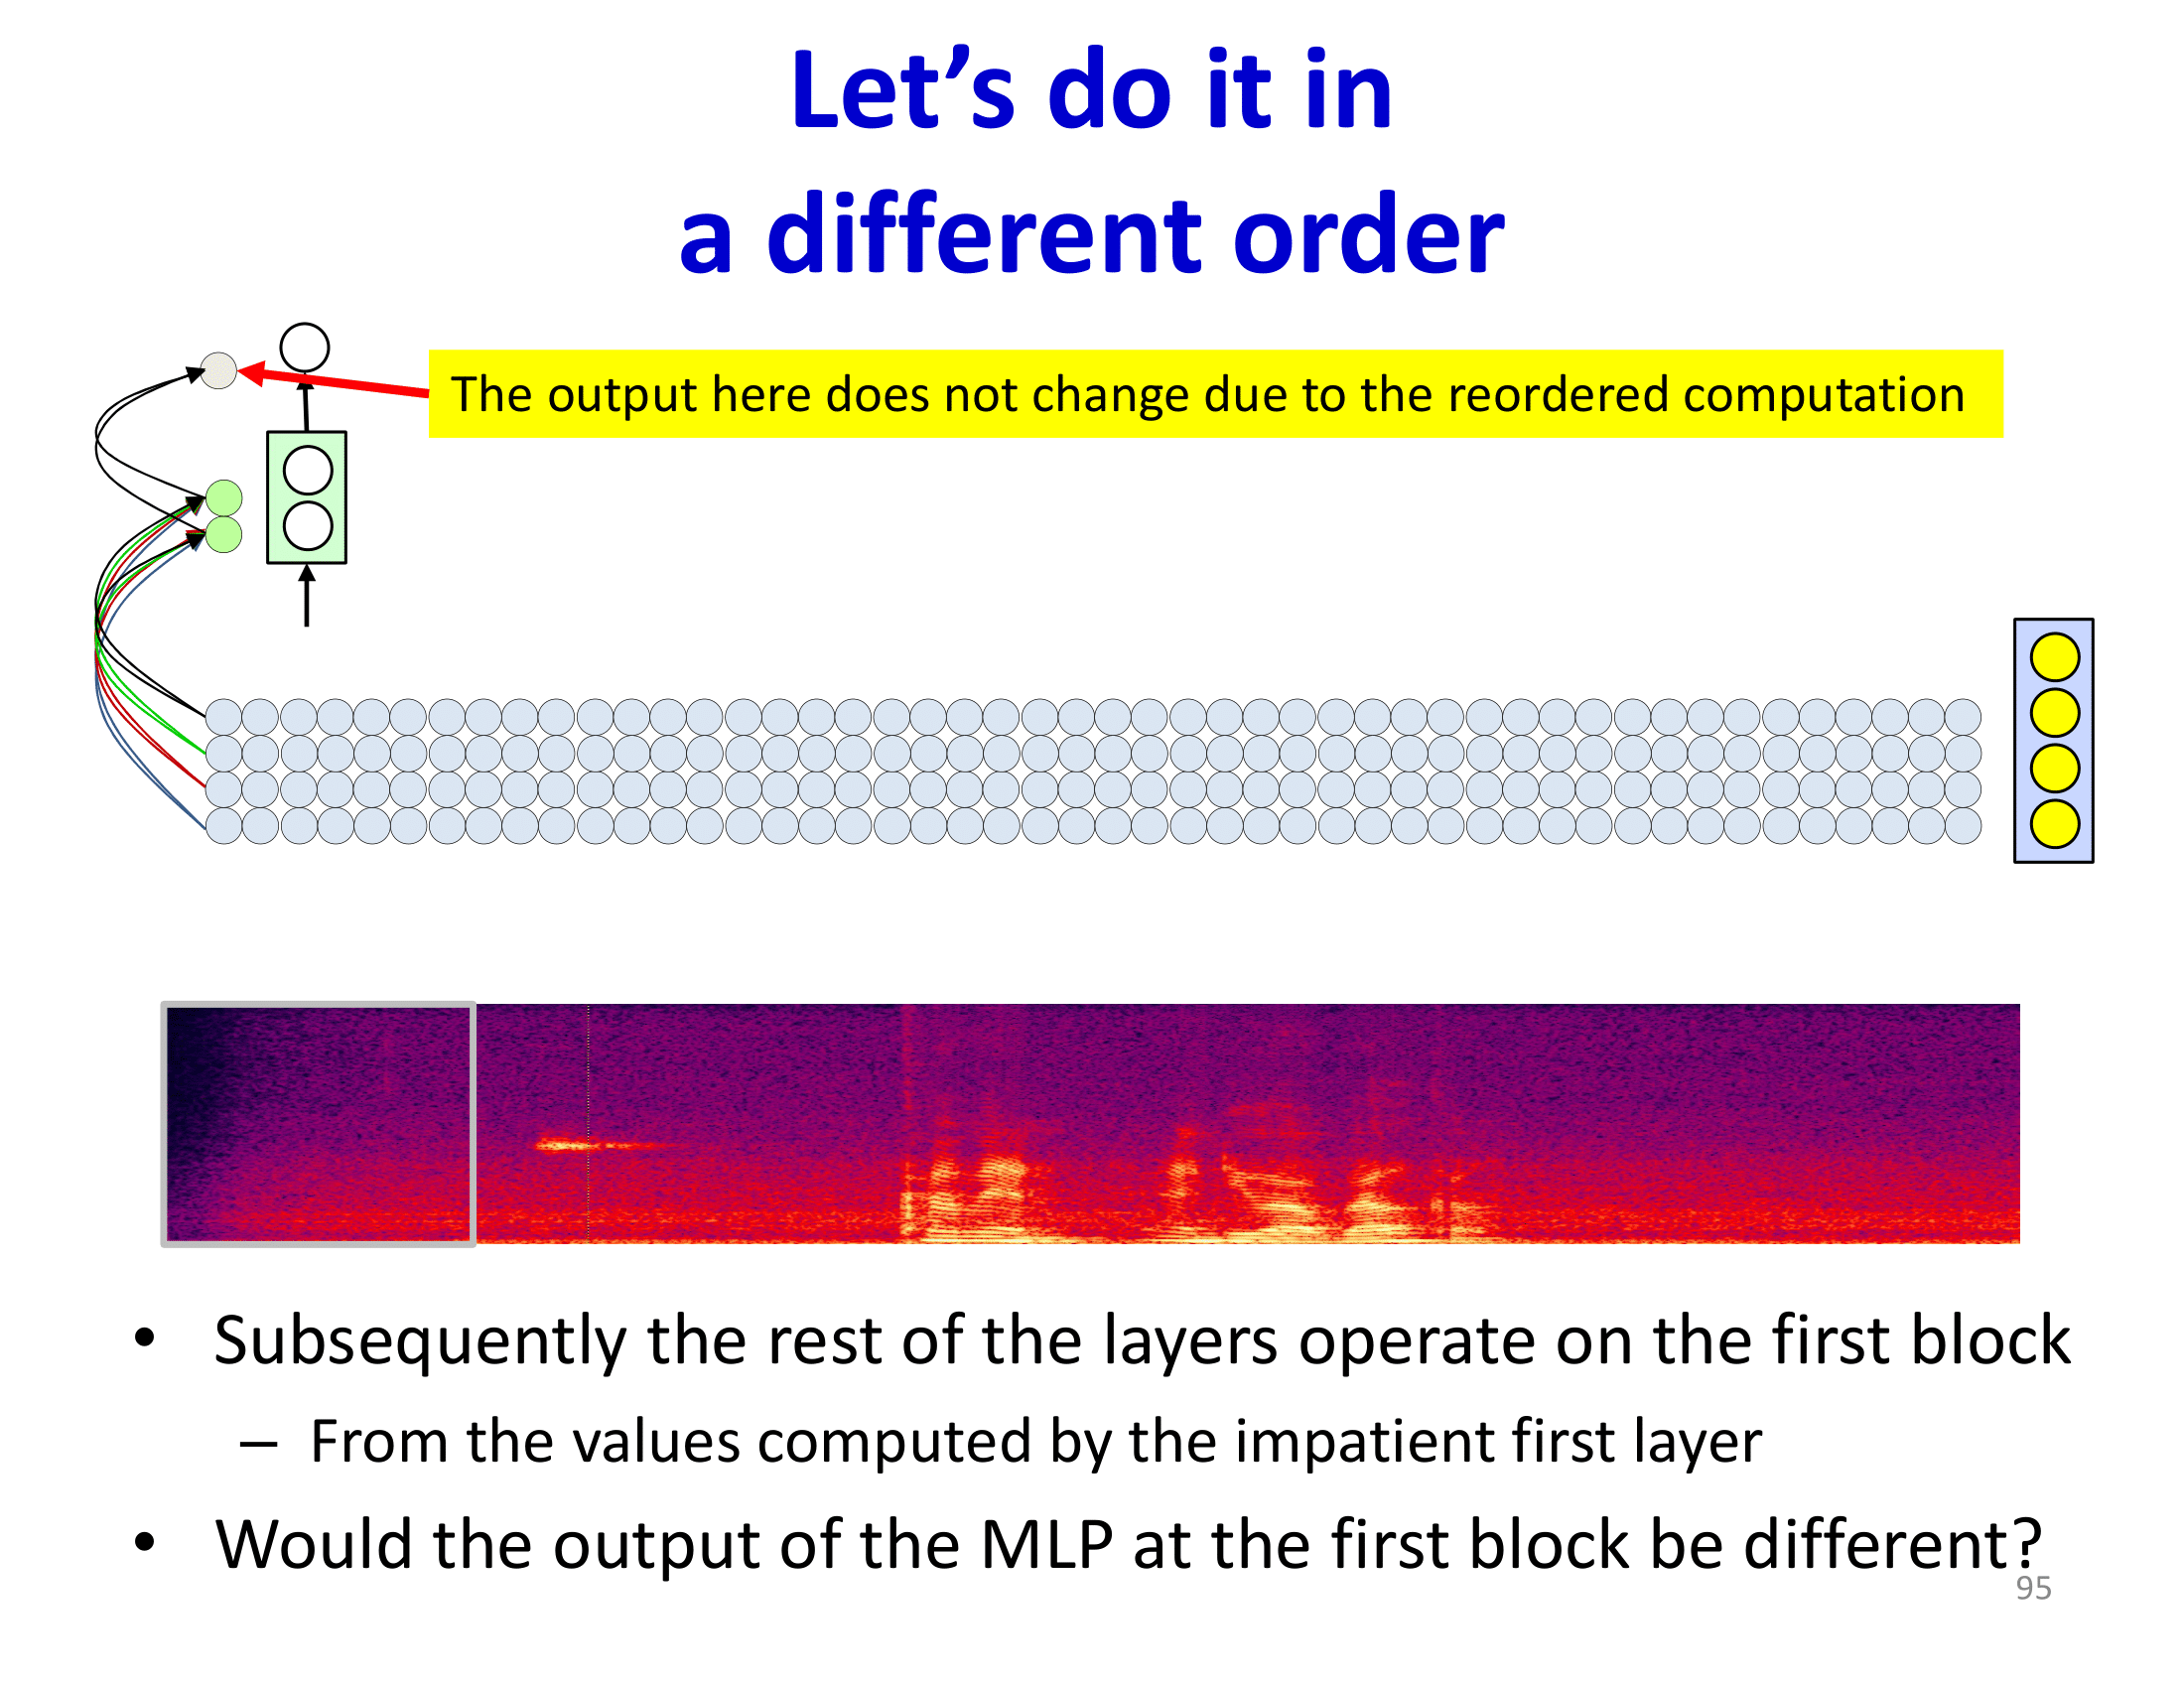 Let’s do it in
a different order
The output here does not change due to the reordered computation
• Subsequently the rest of the layers operate on the first block
– From the values computed by the impatient first layer
• Would the output of the MLP at the first block be different?
95